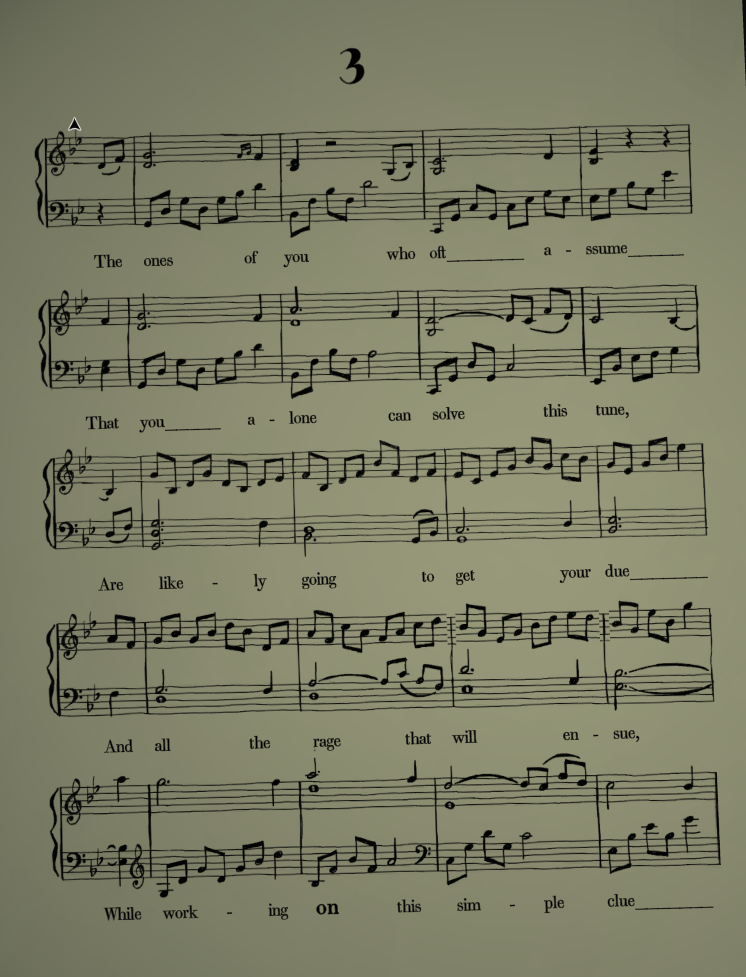 3
The ones of you who oft________ a - ssume______
That you______ a - lone can solve this tune,
Are like - ly going to get your due________
And all the rage that will en - sue,
While work - ing on this sim - ple clue________